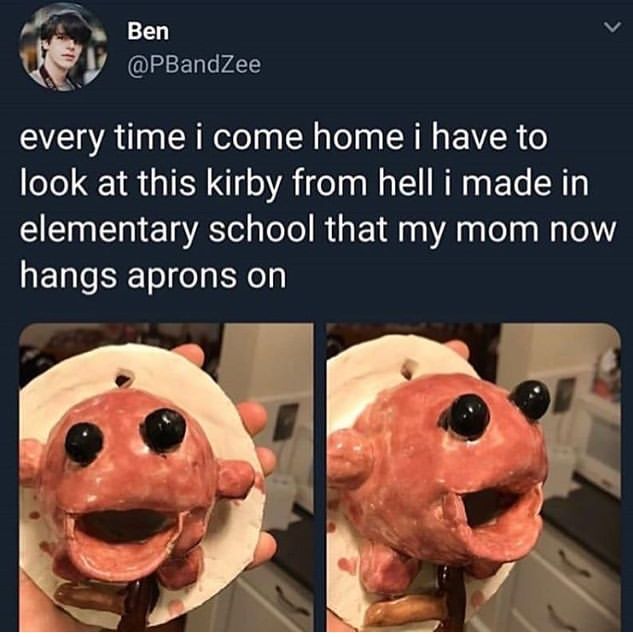 Ben
@PBandZee
every time i come home i have to
look at this kirby from hell i made in
elementary school that my mom now
hangs aprons on